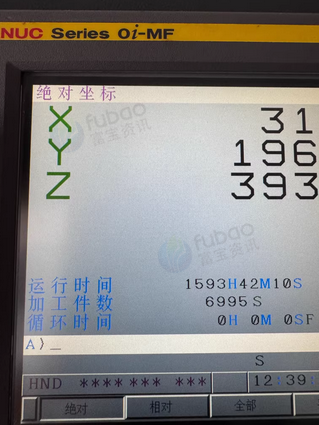 NUC Series 0i-MF
绝对坐标
X 31
Y 196
Z 393
fubao
富宝资讯
fubao
富宝资讯
运行时间 1593H42M10S
加工件数 6995S
循环时间 0H 0M 0SF
A)_
S
HND **** *** *** 12:39:
绝对 相对 全部